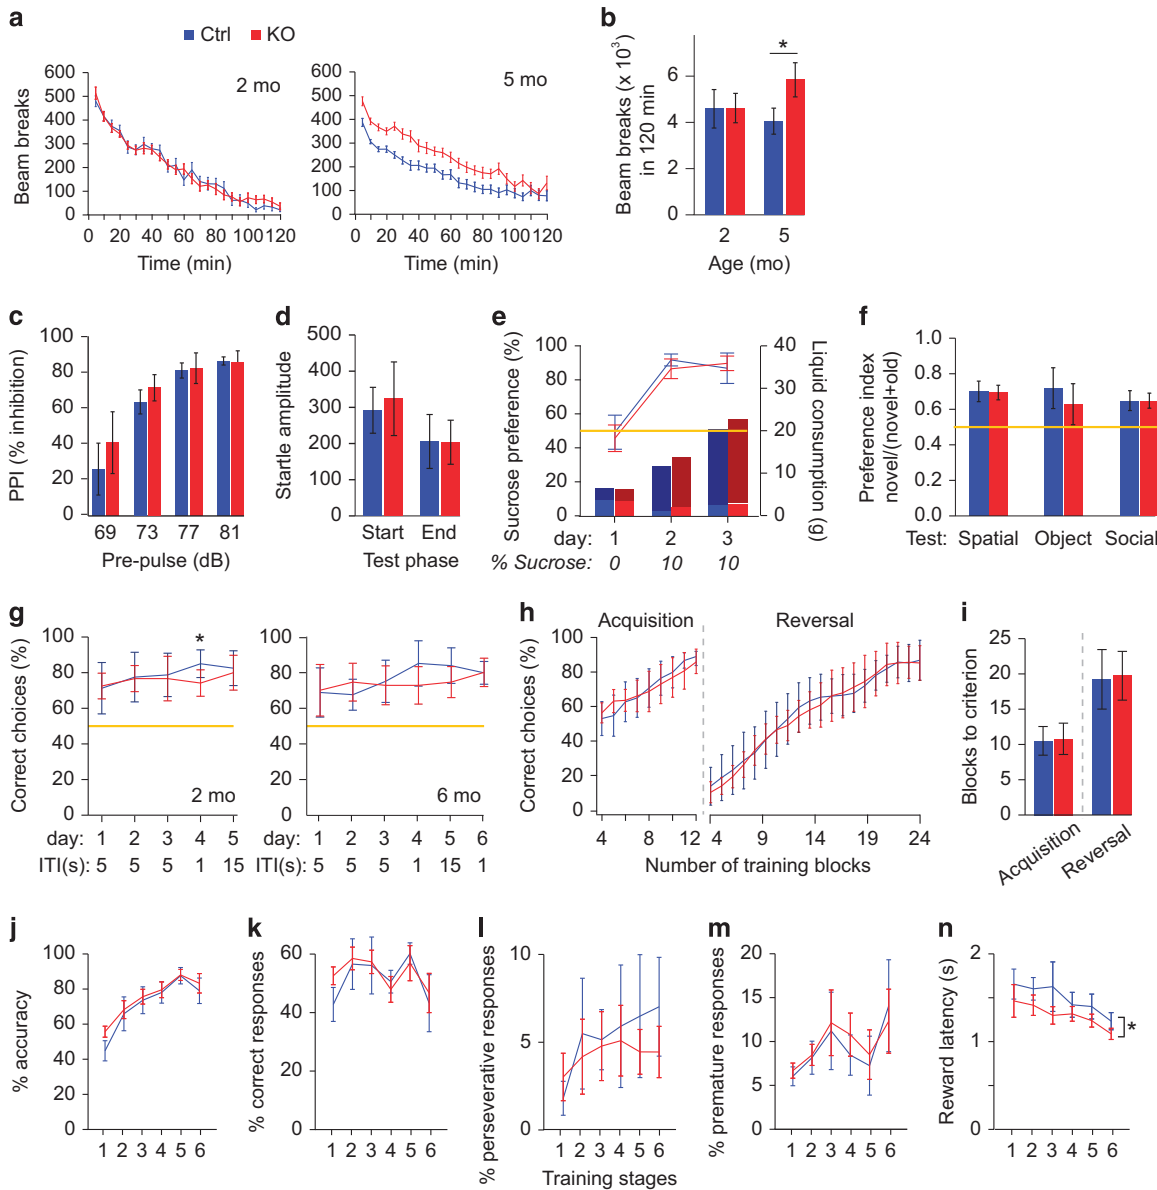 a
Ctrl KO
600
500
400
300
200
100
0
Beam breaks
2 mo
0 20 40 60 80 100 120
Time (min)
600
500
400
300
200
100
0
5 mo
0 20 40 60 80 100 120
Time (min)
b
Beam breaks (x 10³)
in 120 min
6
4
2
0
*
2 5
Age (mo)
c
PPI (% inhibition)
100
80
60
40
20
0
69 73 77 81
Pre-pulse (dB)
d
Startle amplitude
500
400
300
200
100
0
Start End
Test phase
e
Sucrose preference (%)
100
80
60
40
20
0
Liquid consumption (g)
40
30
20
10
0
day: 1 2 3
% Sucrose: 0 10 10
f
Preference index
novel/(novel+old)
1.0
0.8
0.6
0.4
0.2
0.0
Test: Spatial Object Social
g
Correct choices (%)
100
80
60
40
20
0
*
2 mo
day: 1 2 3 4 5
ITI(s): 5 5 5 1 15
100
80
60
40
20
0
6 mo
day: 1 2 3 4 5 6
ITI(s): 5 5 5 1 15 1
h
Acquisition Reversal
Correct choices (%)
100
80
60
40
20
0
4 8 12 4 9 14 19 24
Number of training blocks
i
Blocks to criterion
25
20
15
10
5
0
Acquisition
Reversal
j
% accuracy
100
80
60
40
20
0
1 2 3 4 5 6
k
% correct responses
60
40
20
0
1 2 3 4 5 6
l
% perseverative responses
10
5
0
1 2 3 4 5 6
Training stages
m
% premature responses
20
15
10
5
0
1 2 3 4 5 6
n
Reward latency (s)
2
1
0
*
1 2 3 4 5 6